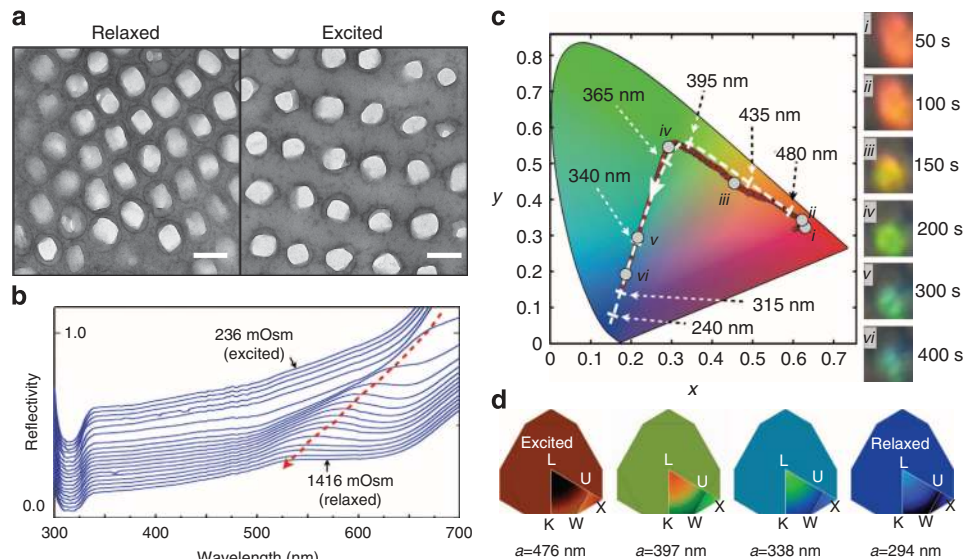 a
Relaxed
Excited
b
1.0
236 mOsm
(excited)
Reflectivity
1416 mOsm
(relaxed)
0.0
300
400
500
600
700
Wavelength (nm)
c
0.8
0.7
0.6
0.5
0.4
0.3
0.2
0.1
0
y
0
0.1
0.2
0.3
0.4
0.5
0.6
0.7
x
395 nm
365 nm
435 nm
480 nm
340 nm
315 nm
240 nm
iv
iii
ii
i
v
vi
i
50 s
ii
100 s
iii
150 s
iv
200 s
v
300 s
vi
400 s
d
Excited
L
U
X
K
W
L
U
X
K
W
L
U
X
K
W
Relaxed
L
U
X
K
W
a=476 nm
a=397 nm
a=338 nm
a=294 nm